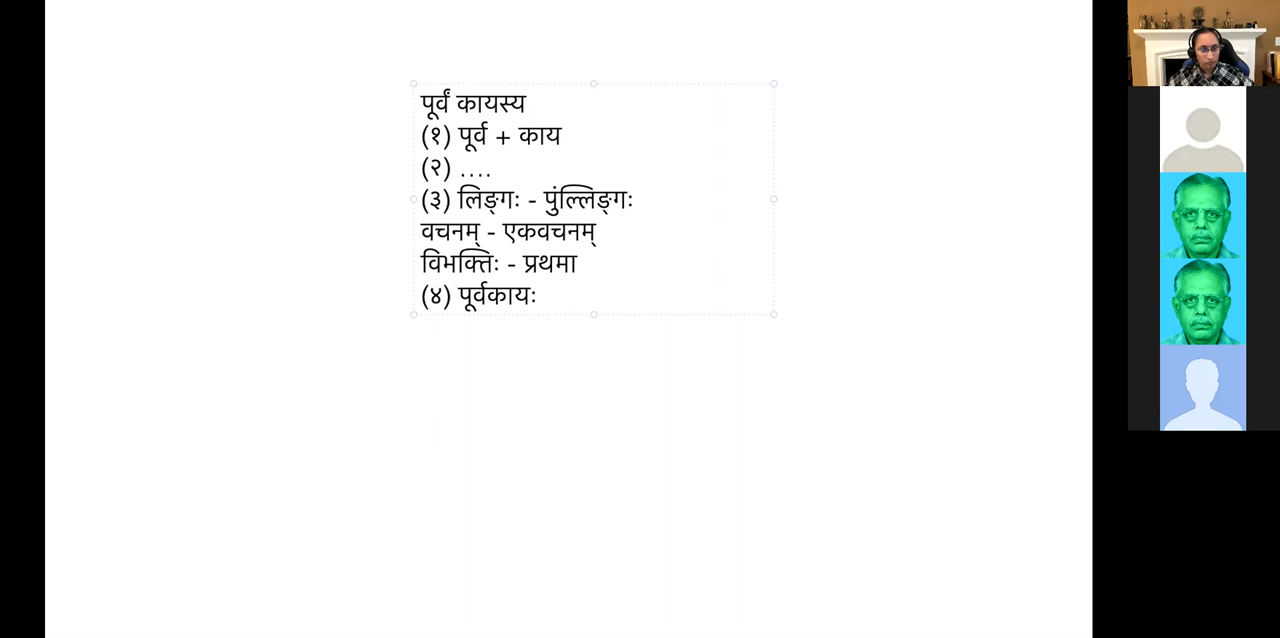 पूर्वं कायस्य
(१) पूर्व + काय
(२) ....
(३) लिङ्गः - पुंल्लिङ्गः
वचनम् - एकवचनम्
विभक्तिः - प्रथमा
(४) पूर्वकायः